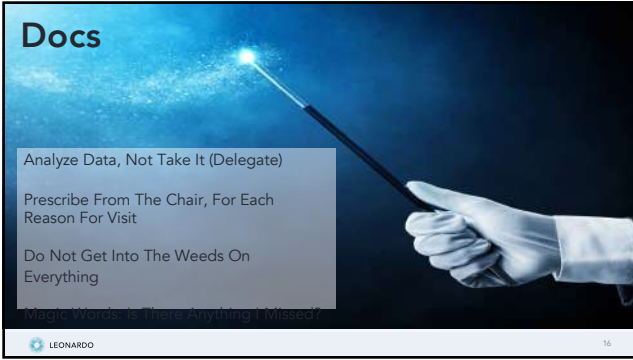 Docs
Analyze Data, Not Take It (Delegate)
Prescribe From The Chair, For Each
Reason For Visit
Do Not Get Into The Weeds On
Everything
Magic Words: Is There Anything I Missed?
LEONARDO
16